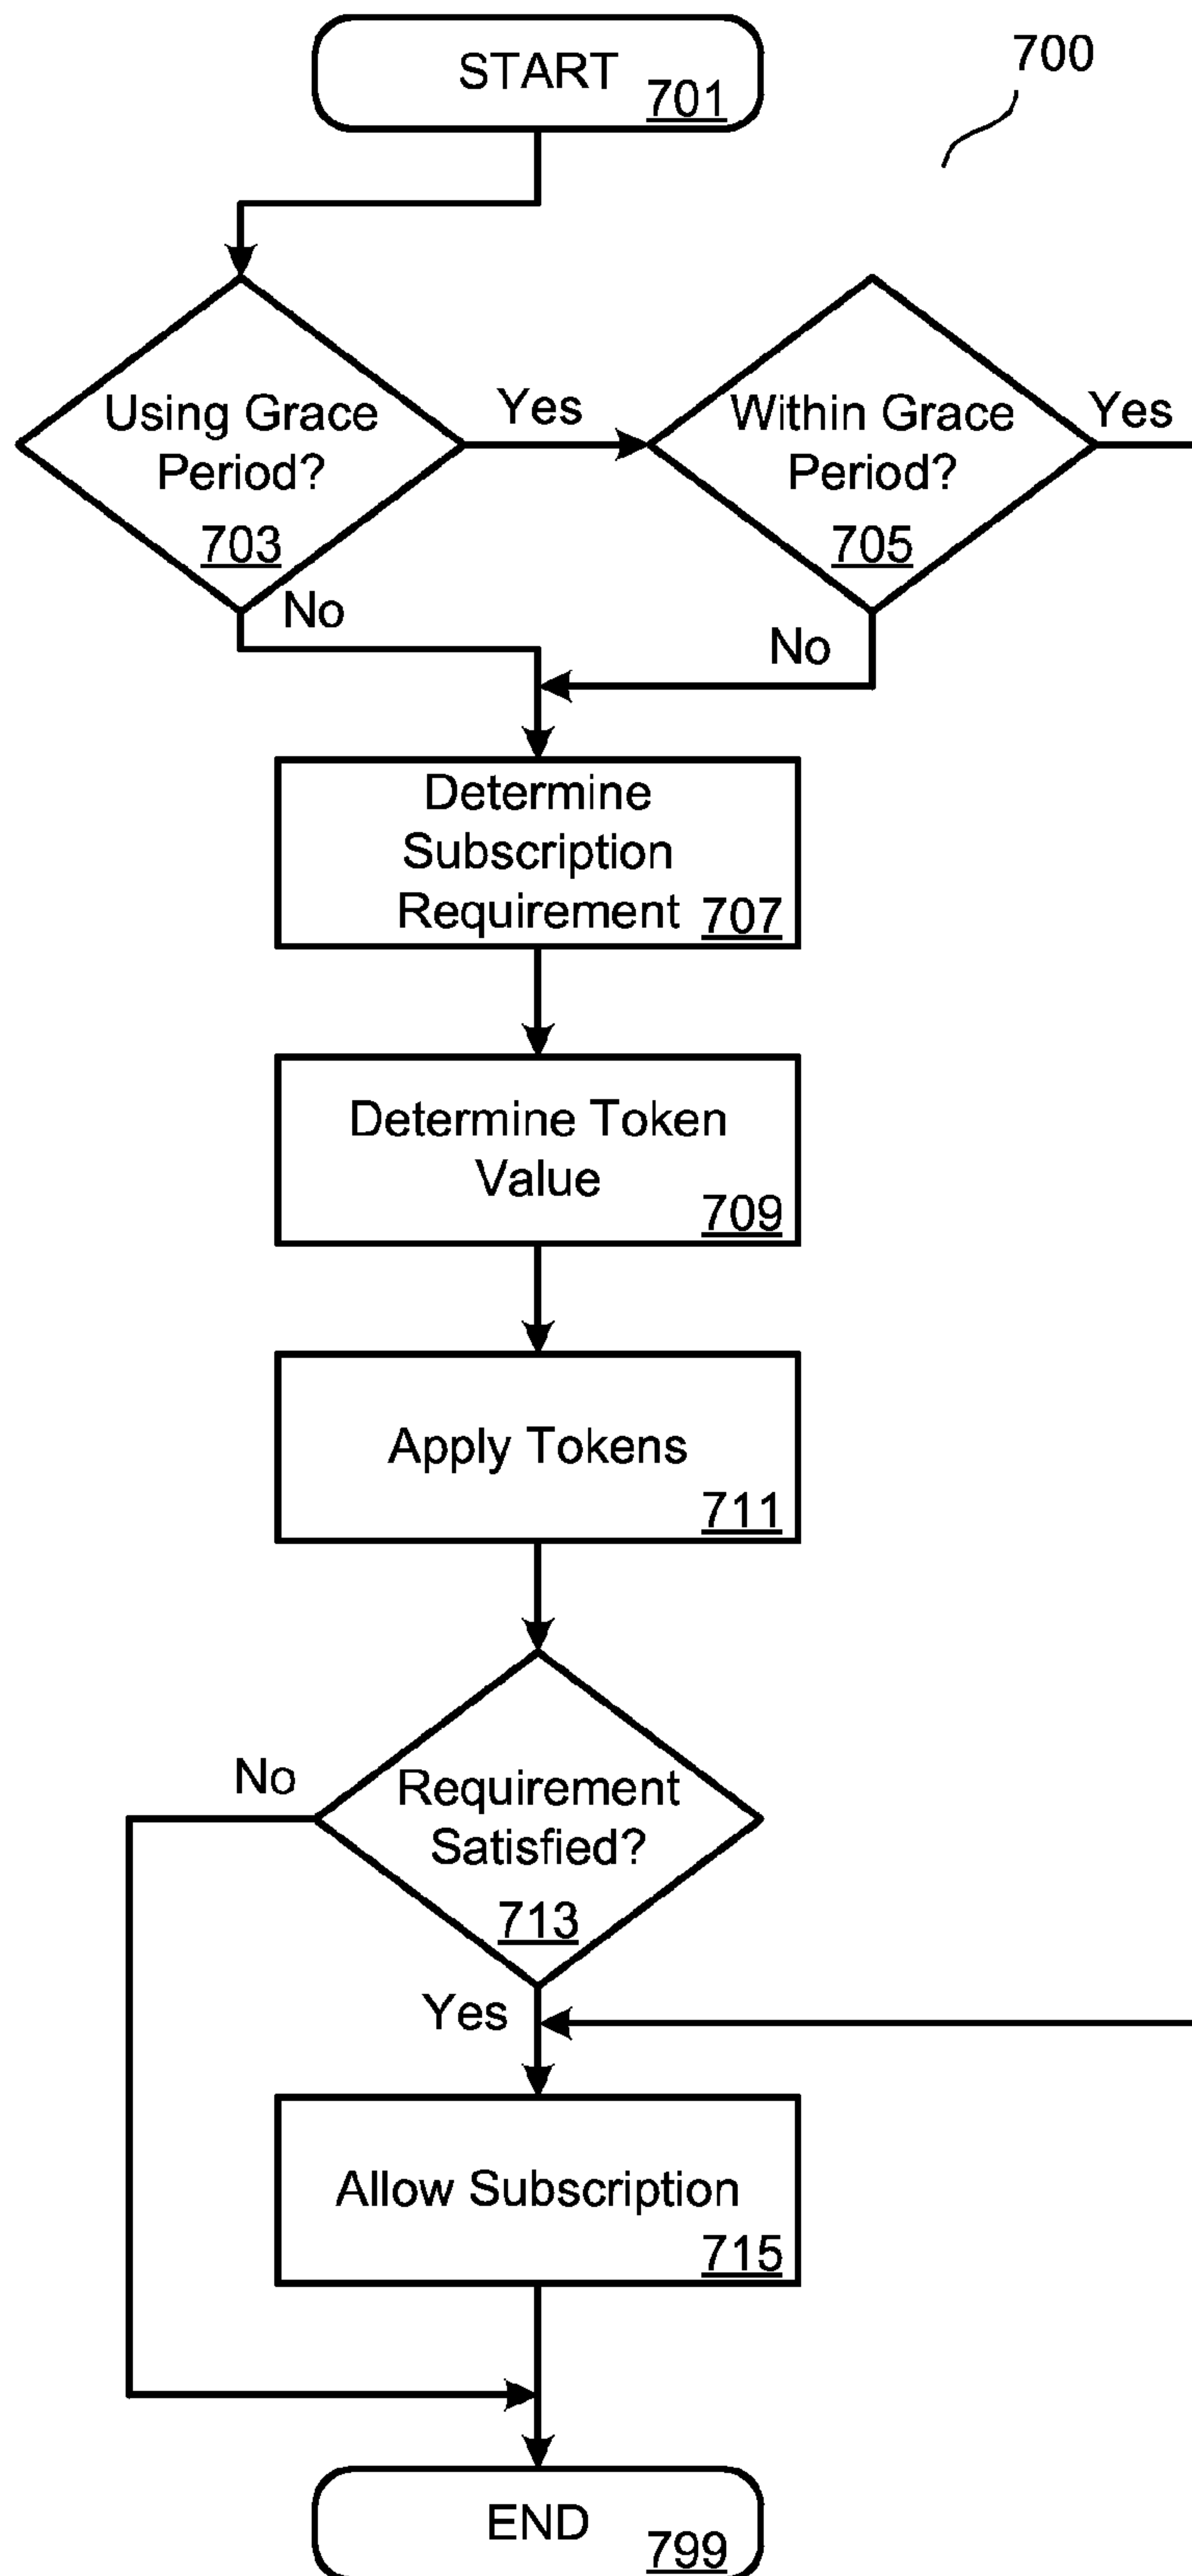 START
701
700
Using Grace
Period?
703
Yes
Within Grace
Period?
705
Yes
No
No
Determine
Subscription
Requirement 707
Determine Token
Value
709
Apply Tokens
711
No
Requirement
Satisfied?
713
Yes
Allow Subscription
715
END
799